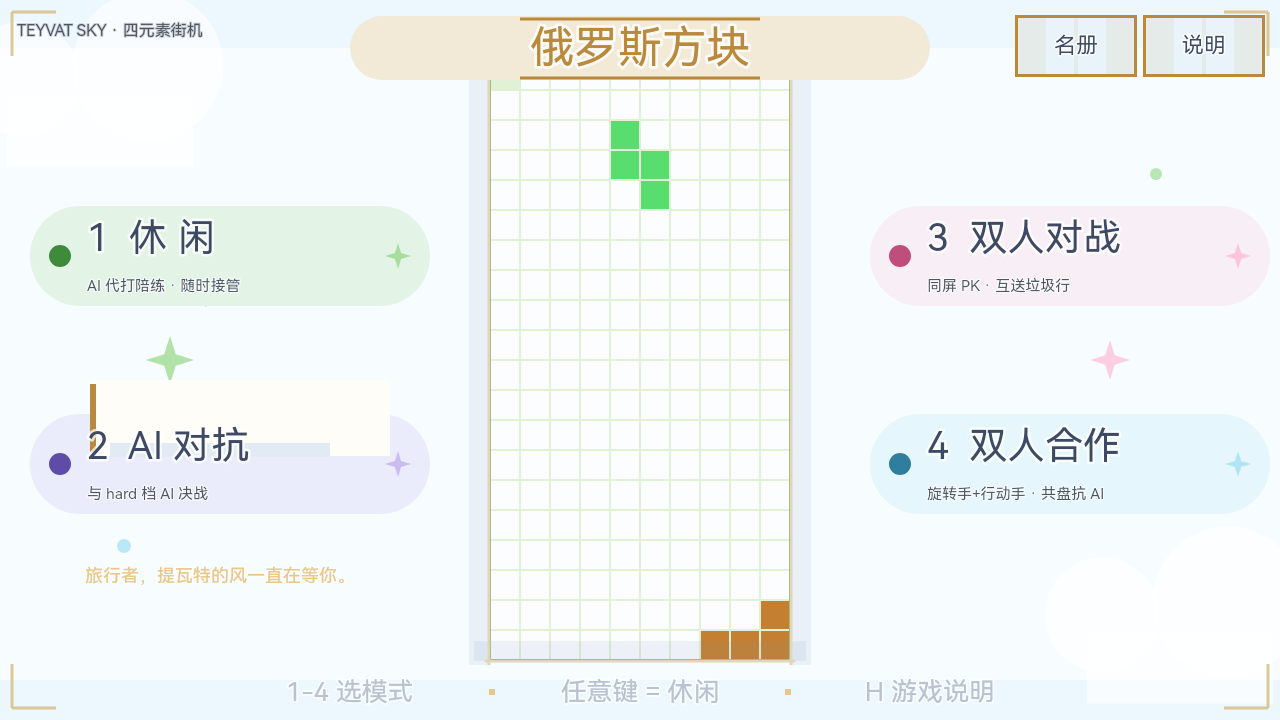 TEYVAT SKY · 四元素街机
俄罗斯方块
名册
说明
1 休 闲
AI 代打陪练 · 随时接管
2 AI 对抗
与 hard 档 AI 决战
旅行者，提瓦特的风一直在等你。
3 双人对战
同屏 PK · 互送垃圾行
4 双人合作
旋转手+行动手 · 共盘抗 AI
1-4 选模式
任意键 = 休闲
H 游戏说明